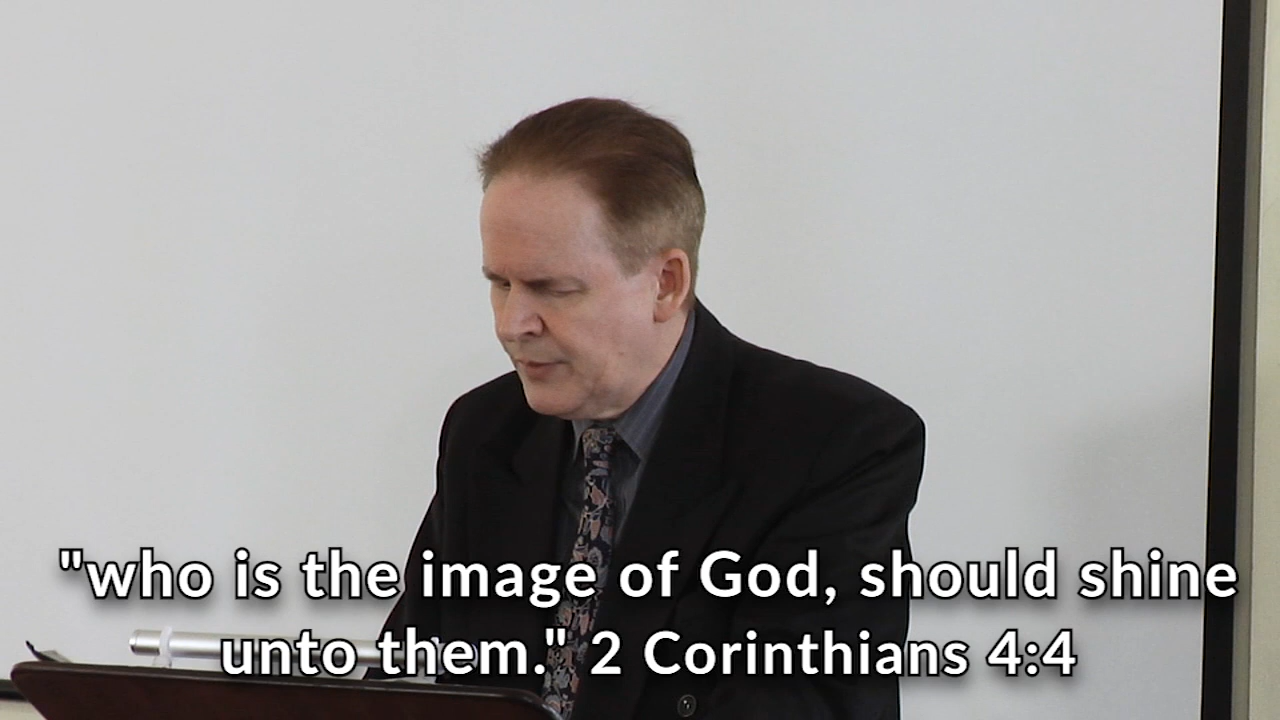 "who is the image of God, should shine
unto them." 2 Corinthians 4:4